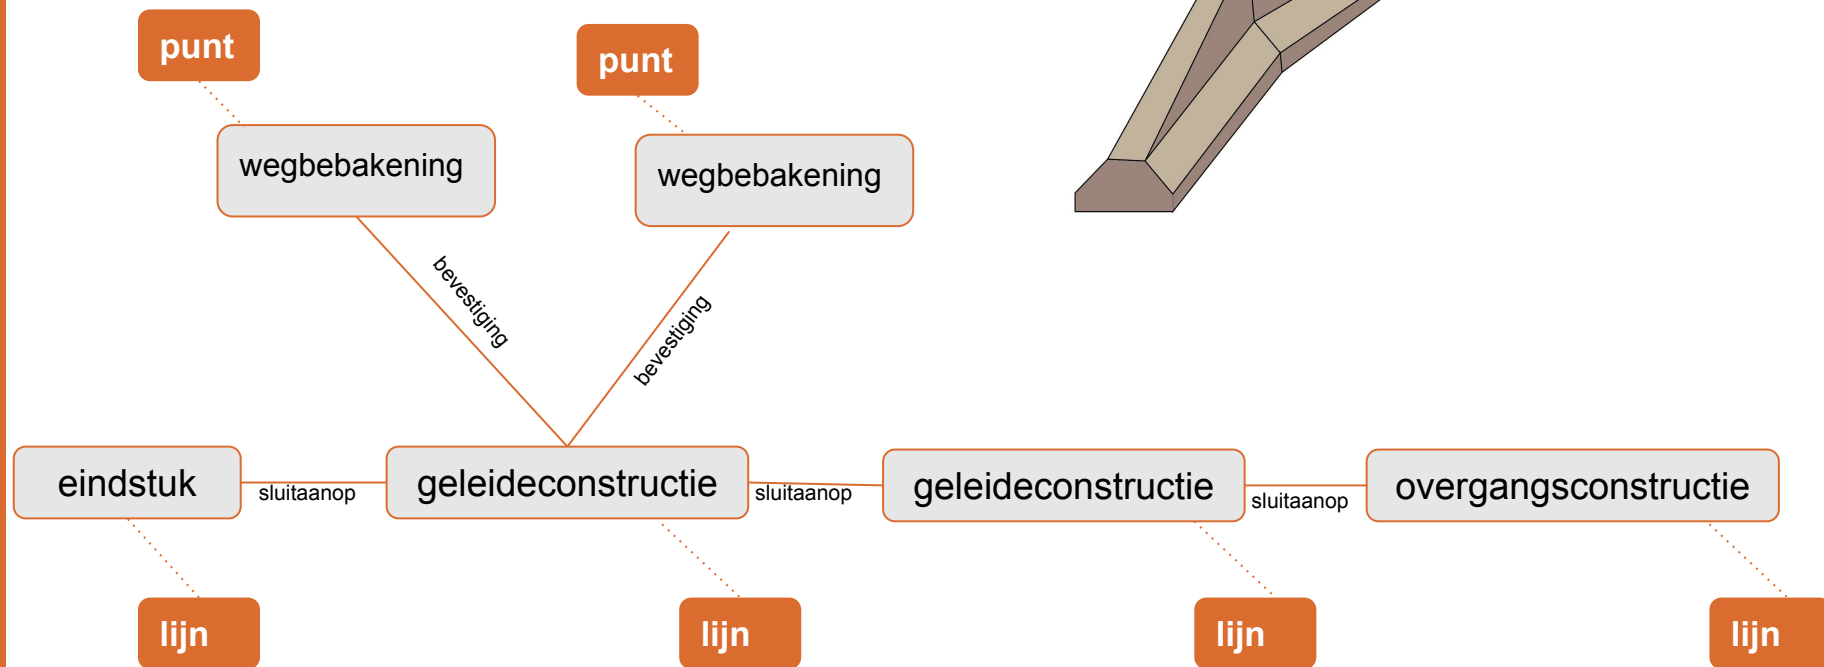 punt
punt
wegbebakening
wegbebakening
bevestiging
bevestiging
eindstuk
sluitaanop
geleideconstructie
sluitaanop
geleideconstructie
sluitaanop
overgangsconstructie
lijn
lijn
lijn
lijn